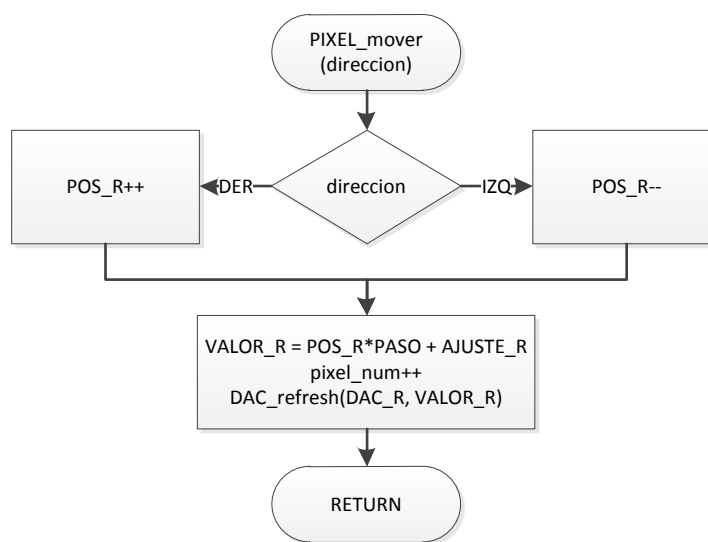 PIXEL_mover
(direccion)
POS_R++
DER
direccion
IZQ
POS_R--
VALOR_R = POS_R*PASO + AJUSTE_R
pixel_num++
DAC_refresh(DAC_R, VALOR_R)
RETURN